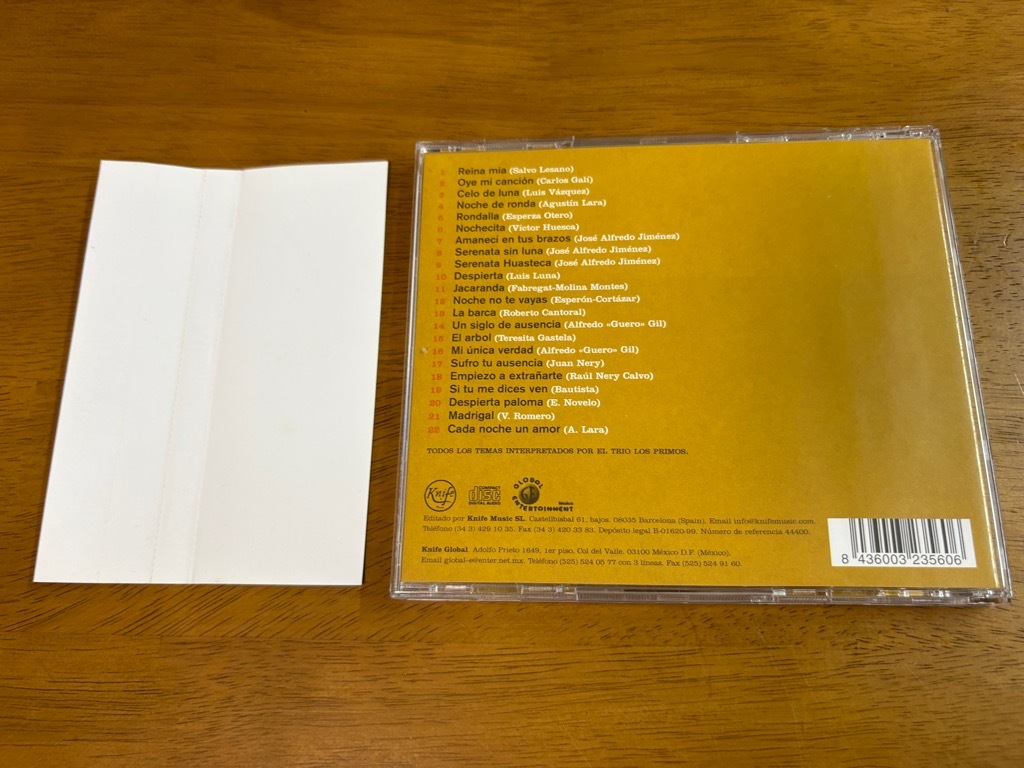 1 Reina mía (Salvo Lesano)
2 Oye mi canción (Carlos Galí)
3 Celo de luna (Luis Vázquez)
4 Noche de ronda (Agustín Lara)
5 Rondalla (Esperza Otero)
6 Nochecita (Víctor Huesca)
7 Amanecí en tus brazos (José Alfredo Jiménez)
8 Serenata sin luna (José Alfredo Jiménez)
9 Serenata Huasteca (José Alfredo Jiménez)
10 Despierta (Luis Luna)
11 Jacaranda (Fabregat-Molina Montes)
12 Noche no te vayas (Esperón-Cortázar)
13 La barca (Roberto Cantoral)
14 Un siglo de ausencia (Alfredo «Guero» Gil)
15 El arbol (Teresita Gastela)
16 Mi única verdad (Alfredo «Guero» Gil)
17 Sufro tu ausencia (Juan Nery)
18 Empiezo a extrañarte (Raúl Nery Calvo)
19 Si tu me dices ven (Bautista)
20 Despierta paloma (E. Novelo)
21 Madrigal (V. Romero)
22 Cada noche un amor (A. Lara)
TODOS LOS TEMAS INTERPRETADOS POR EL TRIO LOS PRIMOS.
Knife
COMPACT disc DIGITAL AUDIO
GLOBAL ENTERTAINMENT México
Editado por Knife Music SL. Castellbisbal 61, bajos. 08035 Barcelona (Spain). Email info@knifemusic.com
Teléfono (34 3) 429 10 35. Fax (34 3) 420 33 83. Depósito legal B-01620-99. Número de referencia 44400.
Knife Global. Adolfo Prieto 1649, 1er piso, Col del Valle. 03100 México D.F. (México),
Email global-e@enter.net.mx. Teléfono (525) 524 05 77 con 3 líneas. Fax (525) 524 91 60.
8 436003 235606